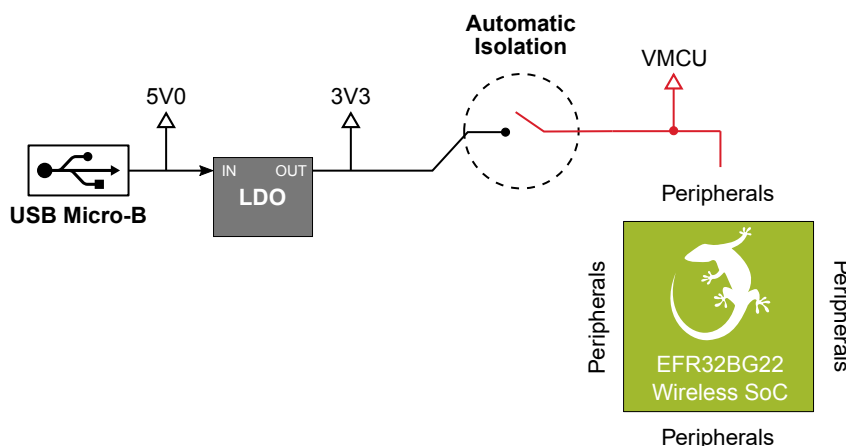 Automatic
Isolation
VMCU
5V0
3V3
IN OUT
LDO
USB Micro-B
Peripherals
Peripherals
Peripherals
EFR32BG22
Wireless SoC
Peripherals